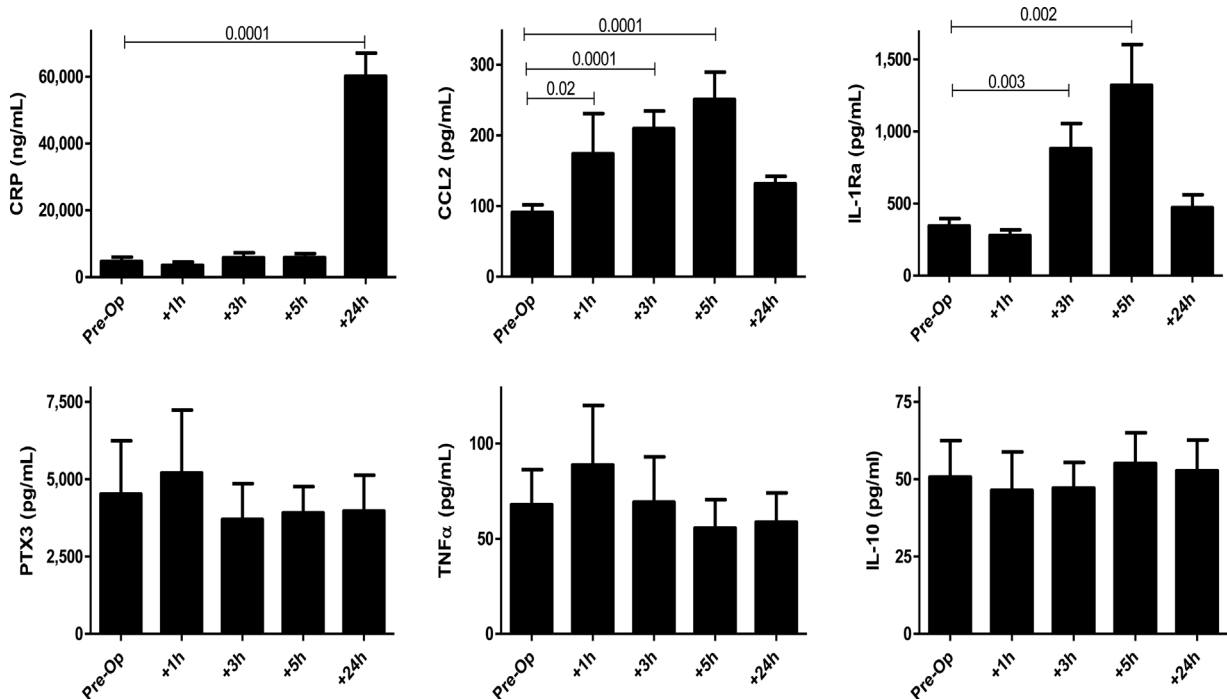 0.0001
60,000
40,000
20,000
0
CRP (ng/mL)
Pre-Op
+1h
+3h
+5h
+24h
0.0001
0.0001
0.02
300
200
100
0
CCL2 (pg/mL)
Pre-Op
+1h
+3h
+5h
+24h
0.002
0.003
1,500
1,000
500
0
IL-1Ra (pg/mL)
Pre-Op
+1h
+3h
+5h
+24h
7,500
5,000
2,500
0
PTX3 (pg/mL)
Pre-Op
+1h
+3h
+5h
+24h
100
50
0
TNFα (pg/mL)
Pre-Op
+1h
+3h
+5h
+24h
75
50
25
0
IL-10 (pg/ml)
Pre-Op
+1h
+3h
+5h
+24h